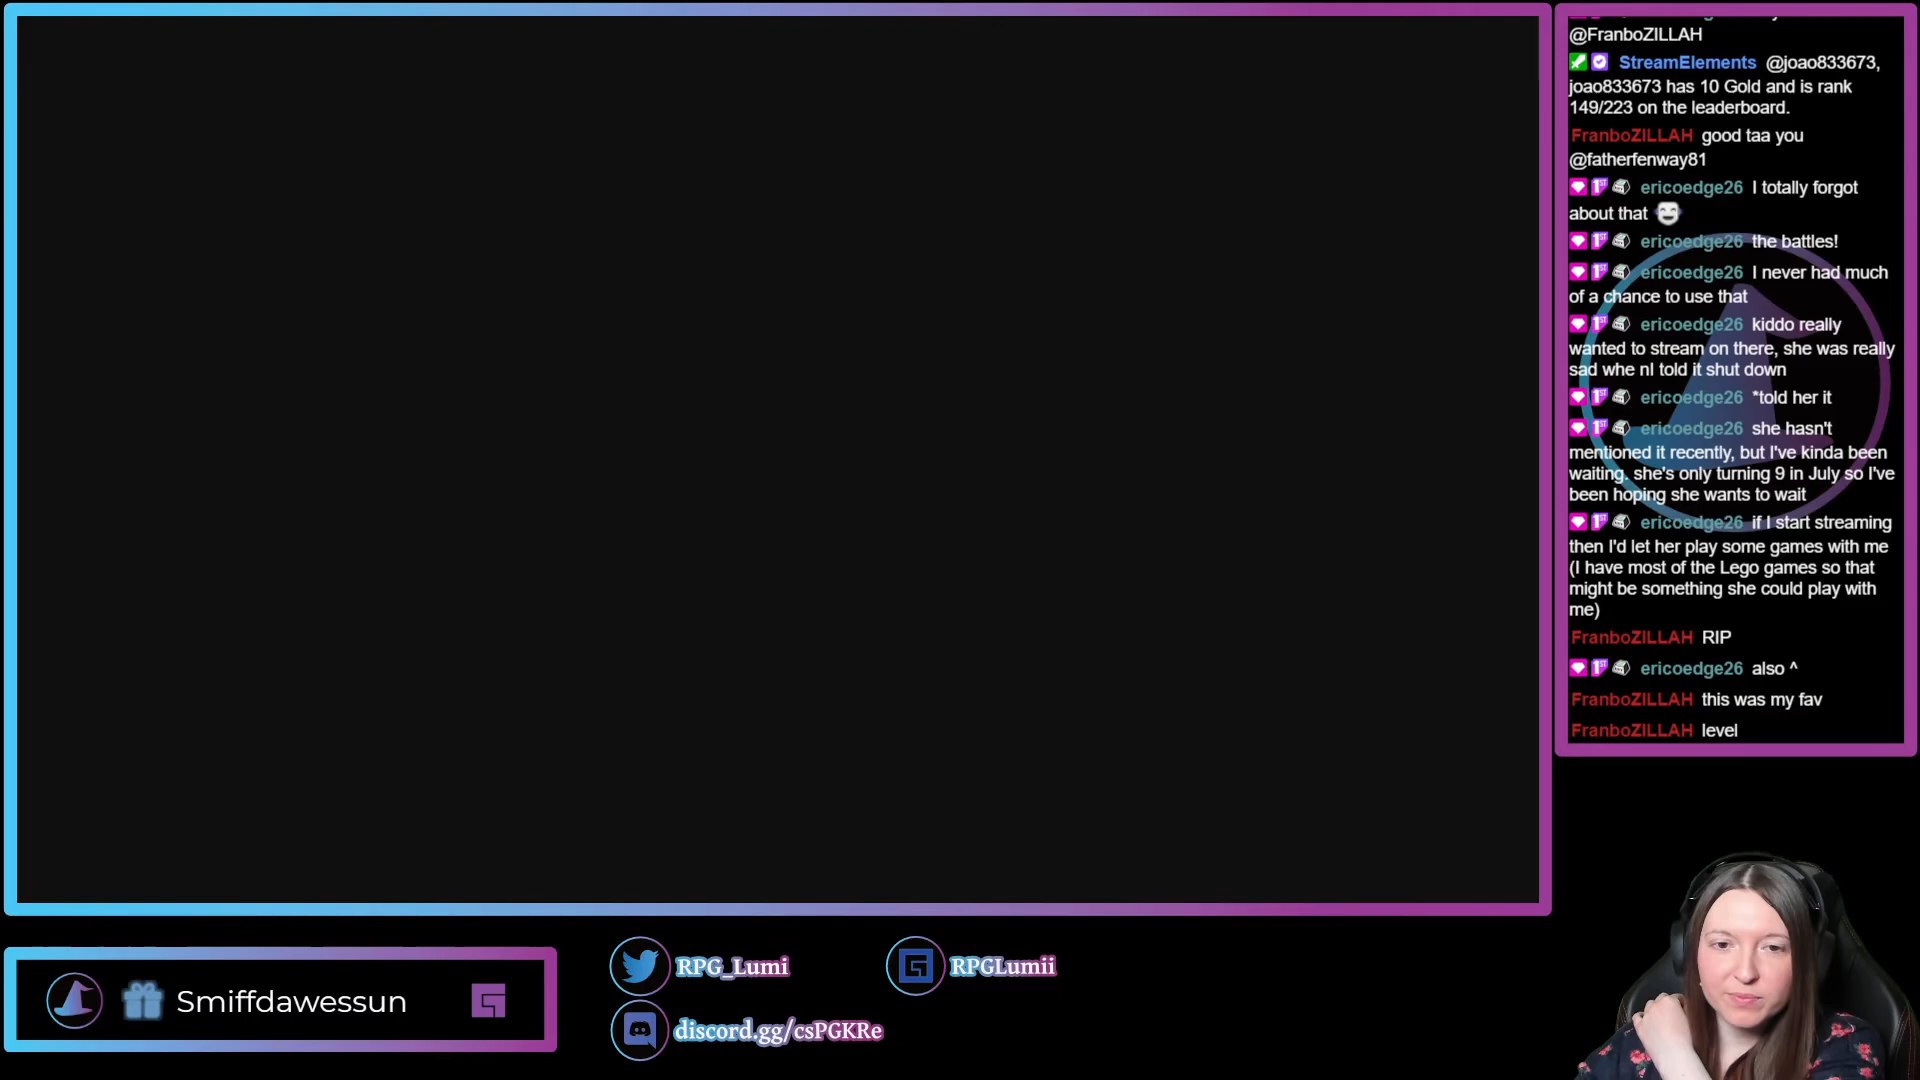 @FranboZILLAH
StreamElements @joao833673,
joao833673 has 10 Gold and is rank
149/223 on the leaderboard.
FranboZILLAH good taa you
@fatherfenway81
ericoedge26 I totally forgot
about that
ericoedge26 the battles!
ericoedge26 I never had much
of a chance to use that
ericoedge26 kiddo really
wanted to stream on there, she was really
sad whe nI told it shut down
ericoedge26 *told her it
ericoedge26 she hasn't
mentioned it recently, but I've kinda been
waiting. she's only turning 9 in July so I've
been hoping she wants to wait
ericoedge26 if I start streaming
then I'd let her play some games with me
(I have most of the Lego games so that
might be something she could play with
me)
FranboZILLAH RIP
ericoedge26 also ^
FranboZILLAH this was my fav
FranboZILLAH level
Smiffdawessun
RPG_Lumi
RPGLumii
discord.gg/csPGKRe